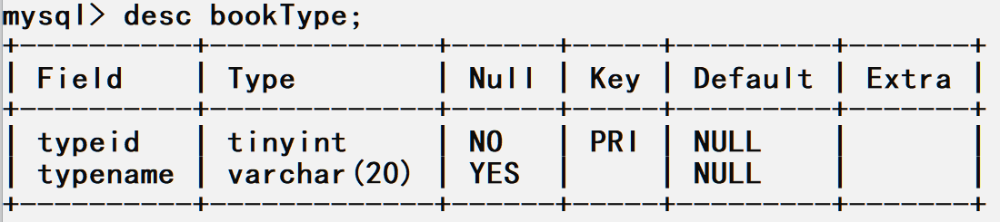 mysql> desc bookType;
+----------+-------------+------+-----+---------+-------+
| Field    | Type        | Null | Key | Default | Extra |
+----------+-------------+------+-----+---------+-------+
| typeid   | tinyint     | NO   | PRI | NULL    |       |
| typename | varchar(20) | YES  |     | NULL    |       |
+----------+-------------+------+-----+---------+-------+